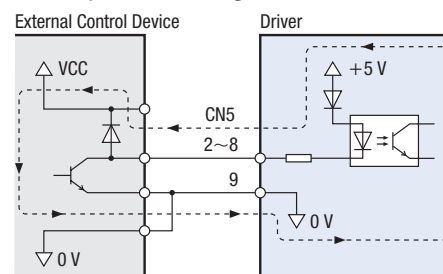 External Control Device
Driver
VCC
+5 V
CN5
2~8
9
0 V
0 V